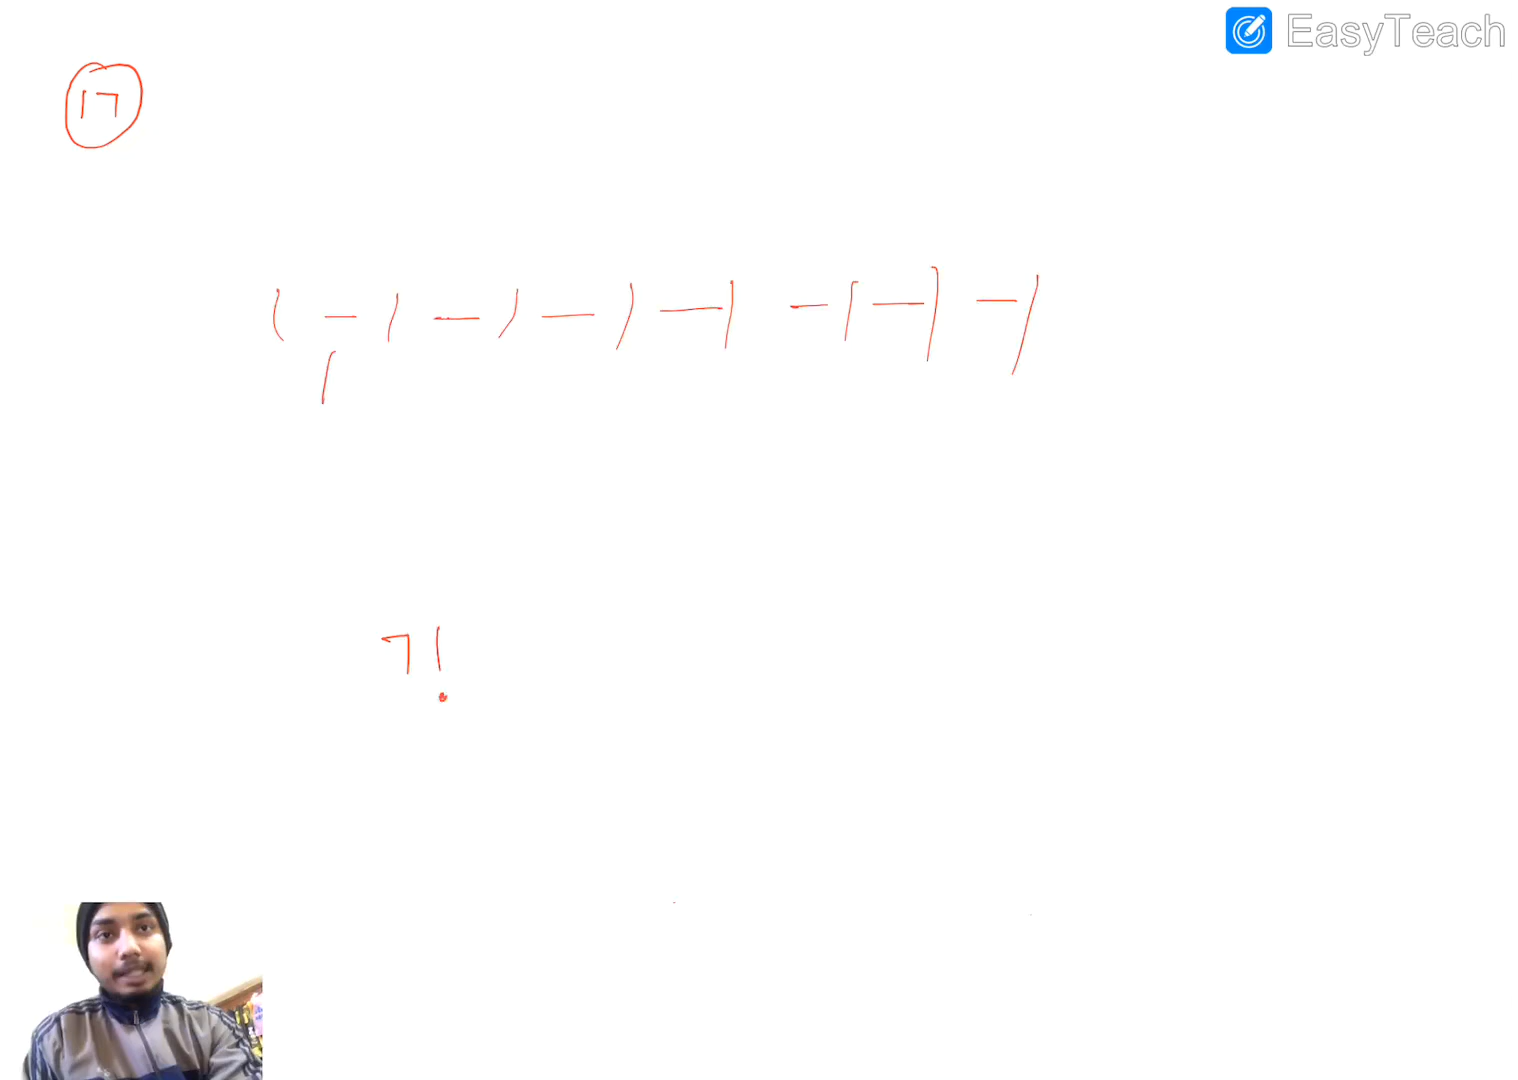 EasyTeach
17
( - / - ) - ) - | - / - | - /
7!